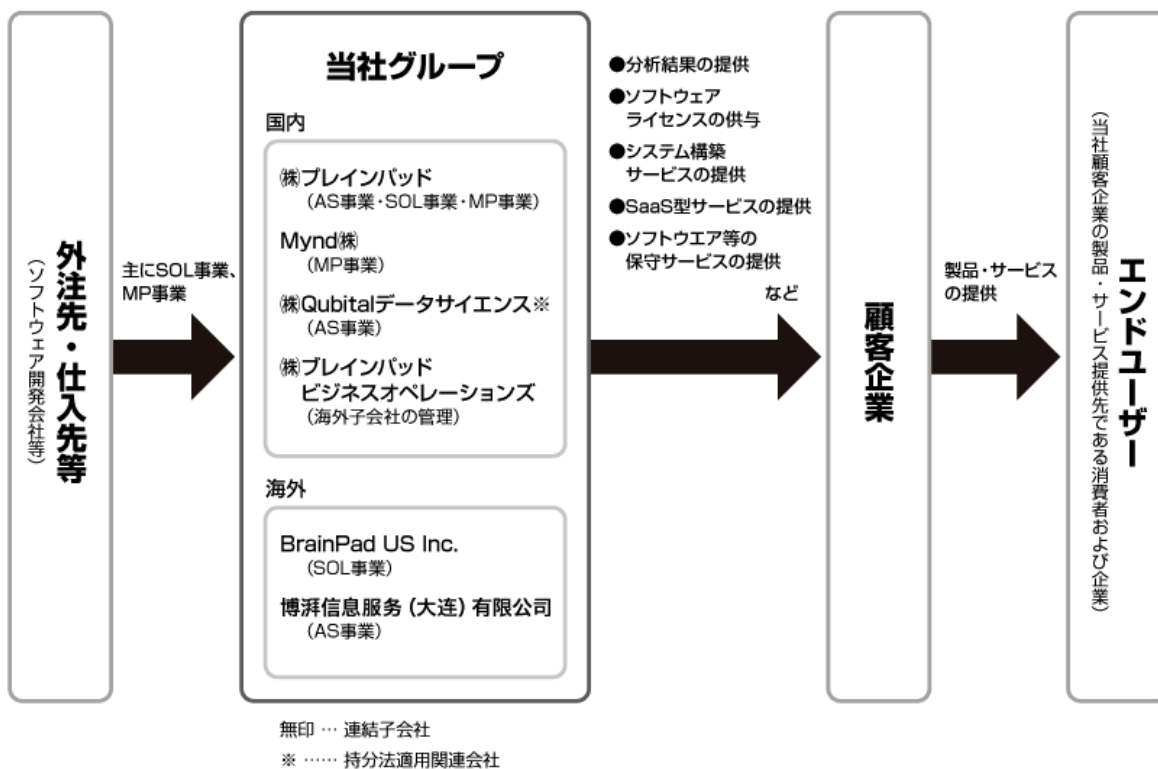 外注先・仕入先等
(ソフトウェア開発会社等)
主にSOL事業、
MP事業
当社グループ
国内
㈱ブレインパッド
(AS事業・SOL事業・MP事業)
Mynd㈱
(MP事業)
㈱Qubitalデータサイエンス※
(AS事業)
㈱ブレインパッド
ビジネスオペレーションズ
(海外子会社の管理)
海外
BrainPad US Inc.
(SOL事業)
博湃信息服务(大连)有限公司
(AS事業)
●分析結果の提供
●ソフトウェア
ライセンスの供与
●システム構築
サービスの提供
●SaaS型サービスの提供
●ソフトウエア等の
保守サービスの提供
など
顧客企業
製品・サービス
の提供
エンドユーザー
(当社顧客企業の製品・サービス提供先である消費者および企業)
無印 … 連結子会社
※ …… 持分法適用関連会社